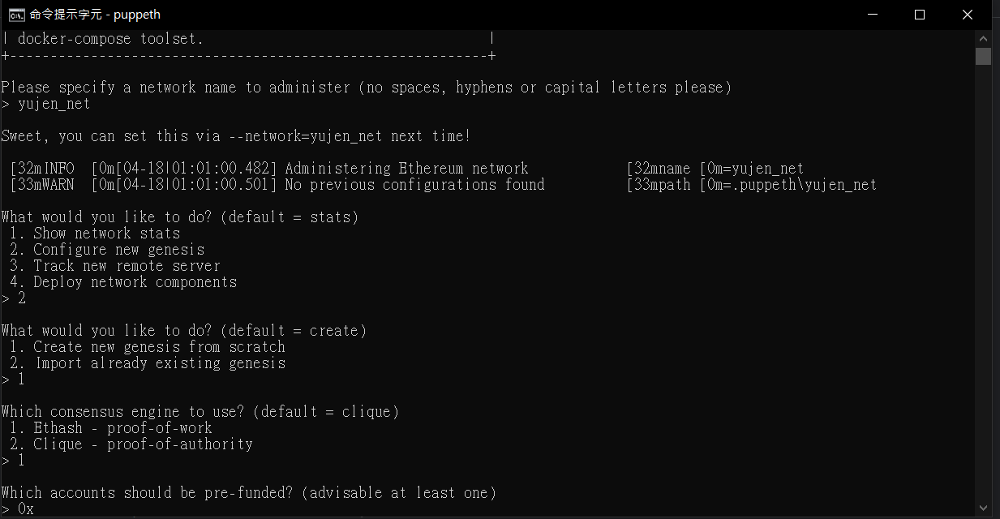 命令提示字元 - puppeth
| docker-compose toolset.                                   |
+-----------------------------------------------------------+
Please specify a network name to administer (no spaces, hyphens or capital letters please)
> yujen_net
Sweet, you can set this via --network=yujen_net next time!
[32mINFO [0m[04-18|01:01:00.482] Administering Ethereum network [32mname [0m=yujen_net
[33mWARN [0m[04-18|01:01:00.501] No previous configurations found [33mpath [0m=.puppeth\yujen_net
What would you like to do? (default = stats)
1. Show network stats
2. Configure new genesis
3. Track new remote server
4. Deploy network components
> 2
What would you like to do? (default = create)
1. Create new genesis from scratch
2. Import already existing genesis
> 1
Which consensus engine to use? (default = clique)
1. Ethash - proof-of-work
2. Clique - proof-of-authority
> 1
Which accounts should be pre-funded? (advisable at least one)
> 0x